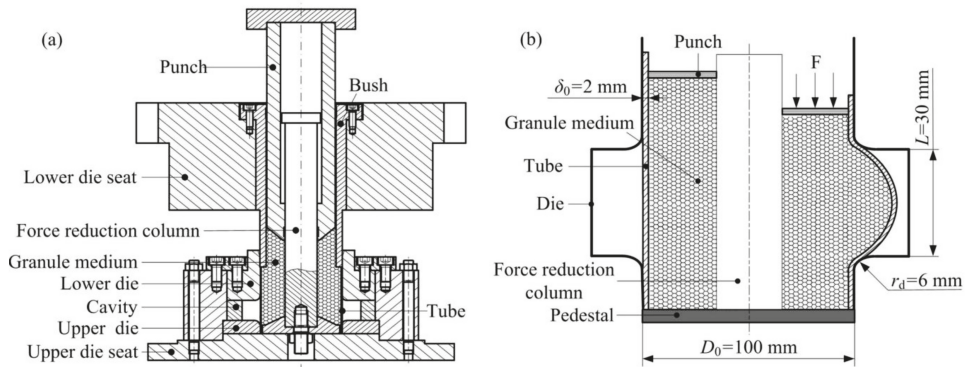 (a)
Punch
Bush
Lower die seat
Force reduction column
Granule medium
Lower die
Cavity
Tube
Upper die
Upper die seat
(b)
Punch
F
δ₀=2 mm
Granule medium
Tube
Die
L=30 mm
Force reduction
column
r_d=6 mm
Pedestal
D₀=100 mm